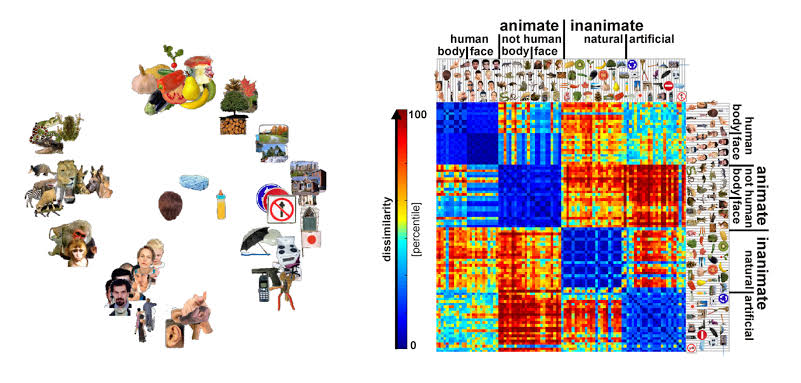 animate inanimate
human not human natural artificial
body face body face
100
dissimilarity
[percentile]
0
human
body face
animate
not human
body face
inanimate
natural artificial